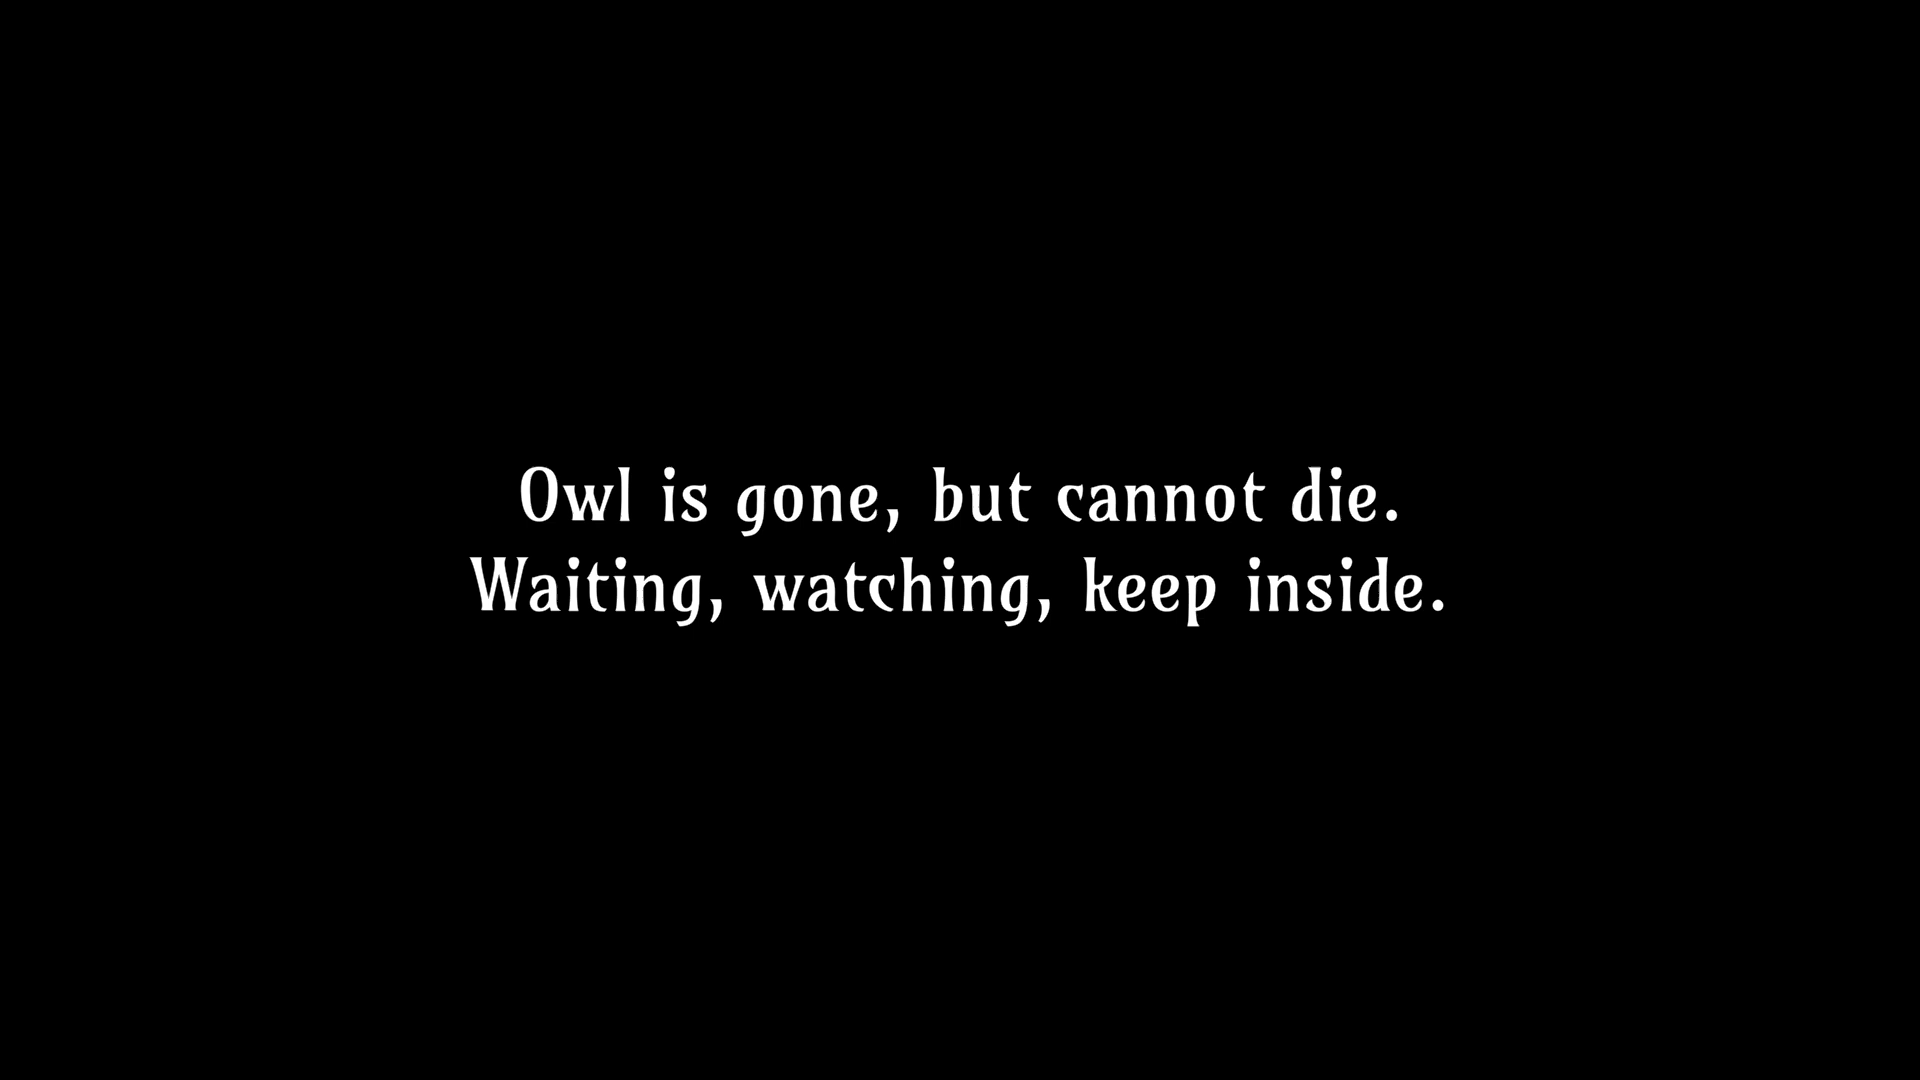 Owl is gone, but cannot die.
Waiting, watching, keep inside.